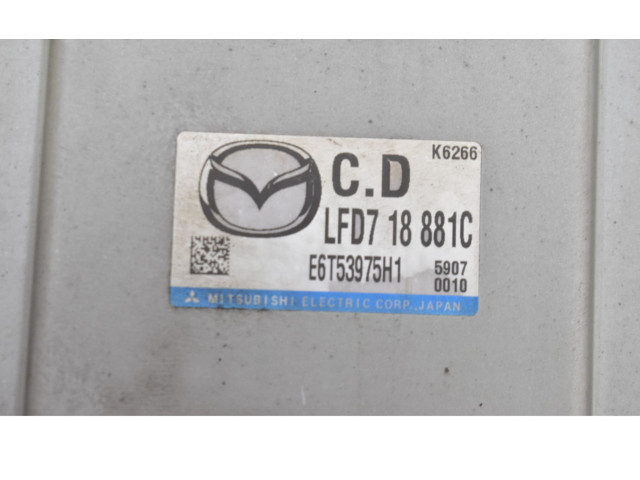 K6266
C.D
LFD7 18 881C
E6T53975H1 5907
0010
MITSUBISHI ELECTRIC CORP., JAPAN